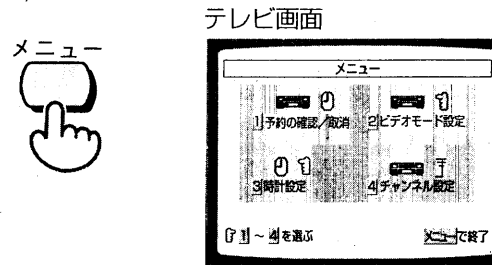 テレビ画面
メニュー
メニュー
1 予約の確認/取消
2 ビデオモード設定
3 時計設定
4 チャンネル設定
1 ~ 4 を選ぶ
メニューで終了